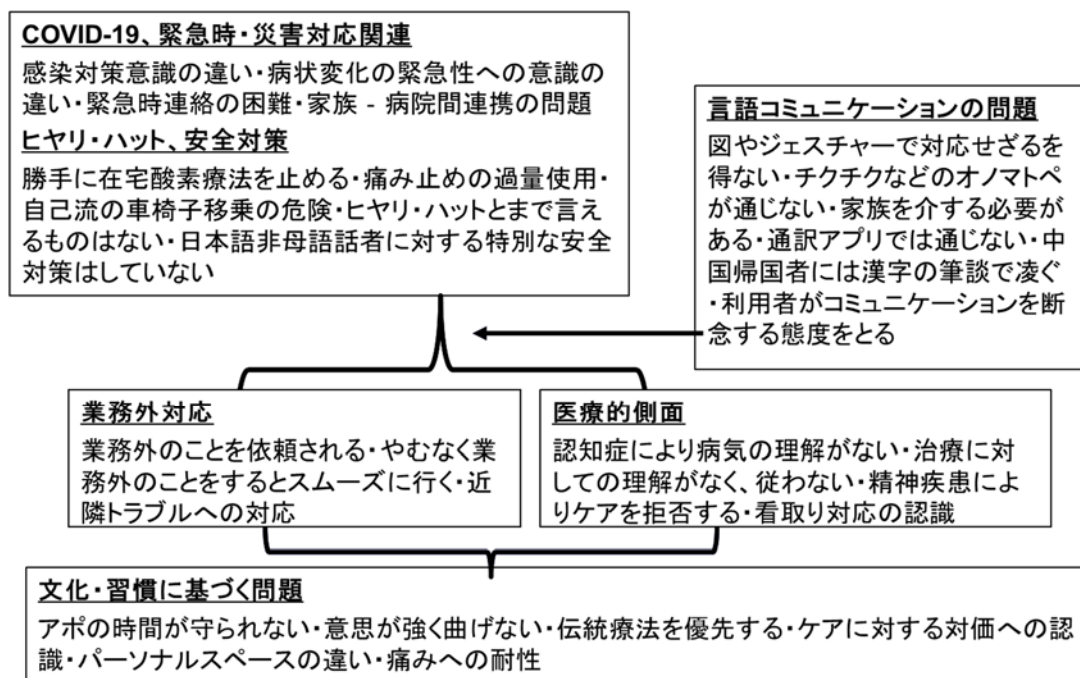 COVID-19、緊急時・災害対応関連
感染対策意識の違い・病状変化の緊急性への意識の
違い・緊急時連絡の困難・家族 - 病院間連携の問題
ヒヤリ・ハット、安全対策
勝手に在宅酸素療法を止める・痛み止めの過量使用・
自己流の車椅子移乗の危険・ヒヤリ・ハットとまで言え
るものはない・日本語非母語話者に対する特別な安全
対策はしていない
言語コミュニケーションの問題
図やジェスチャーで対応せざるを
得ない・チクチクなどのオノマトペ
が通じない・家族を介する必要が
ある・通訳アプリでは通じない・中
国帰国者には漢字の筆談で凌ぐ
・利用者がコミュニケーションを断
念する態度をとる
業務外対応
業務外のことを依頼される・やむなく業
務外のことをするとスムーズに行く・近
隣トラブルへの対応
医療的側面
認知症により病気の理解がない・治療に対
しての理解がなく、従わない・精神疾患によ
りケアを拒否する・看取り対応の認識
文化・習慣に基づく問題
アポの時間が守られない・意思が強く曲げない・伝統療法を優先する・ケアに対する対価への認
識・パーソナルスペースの違い・痛みへの耐性